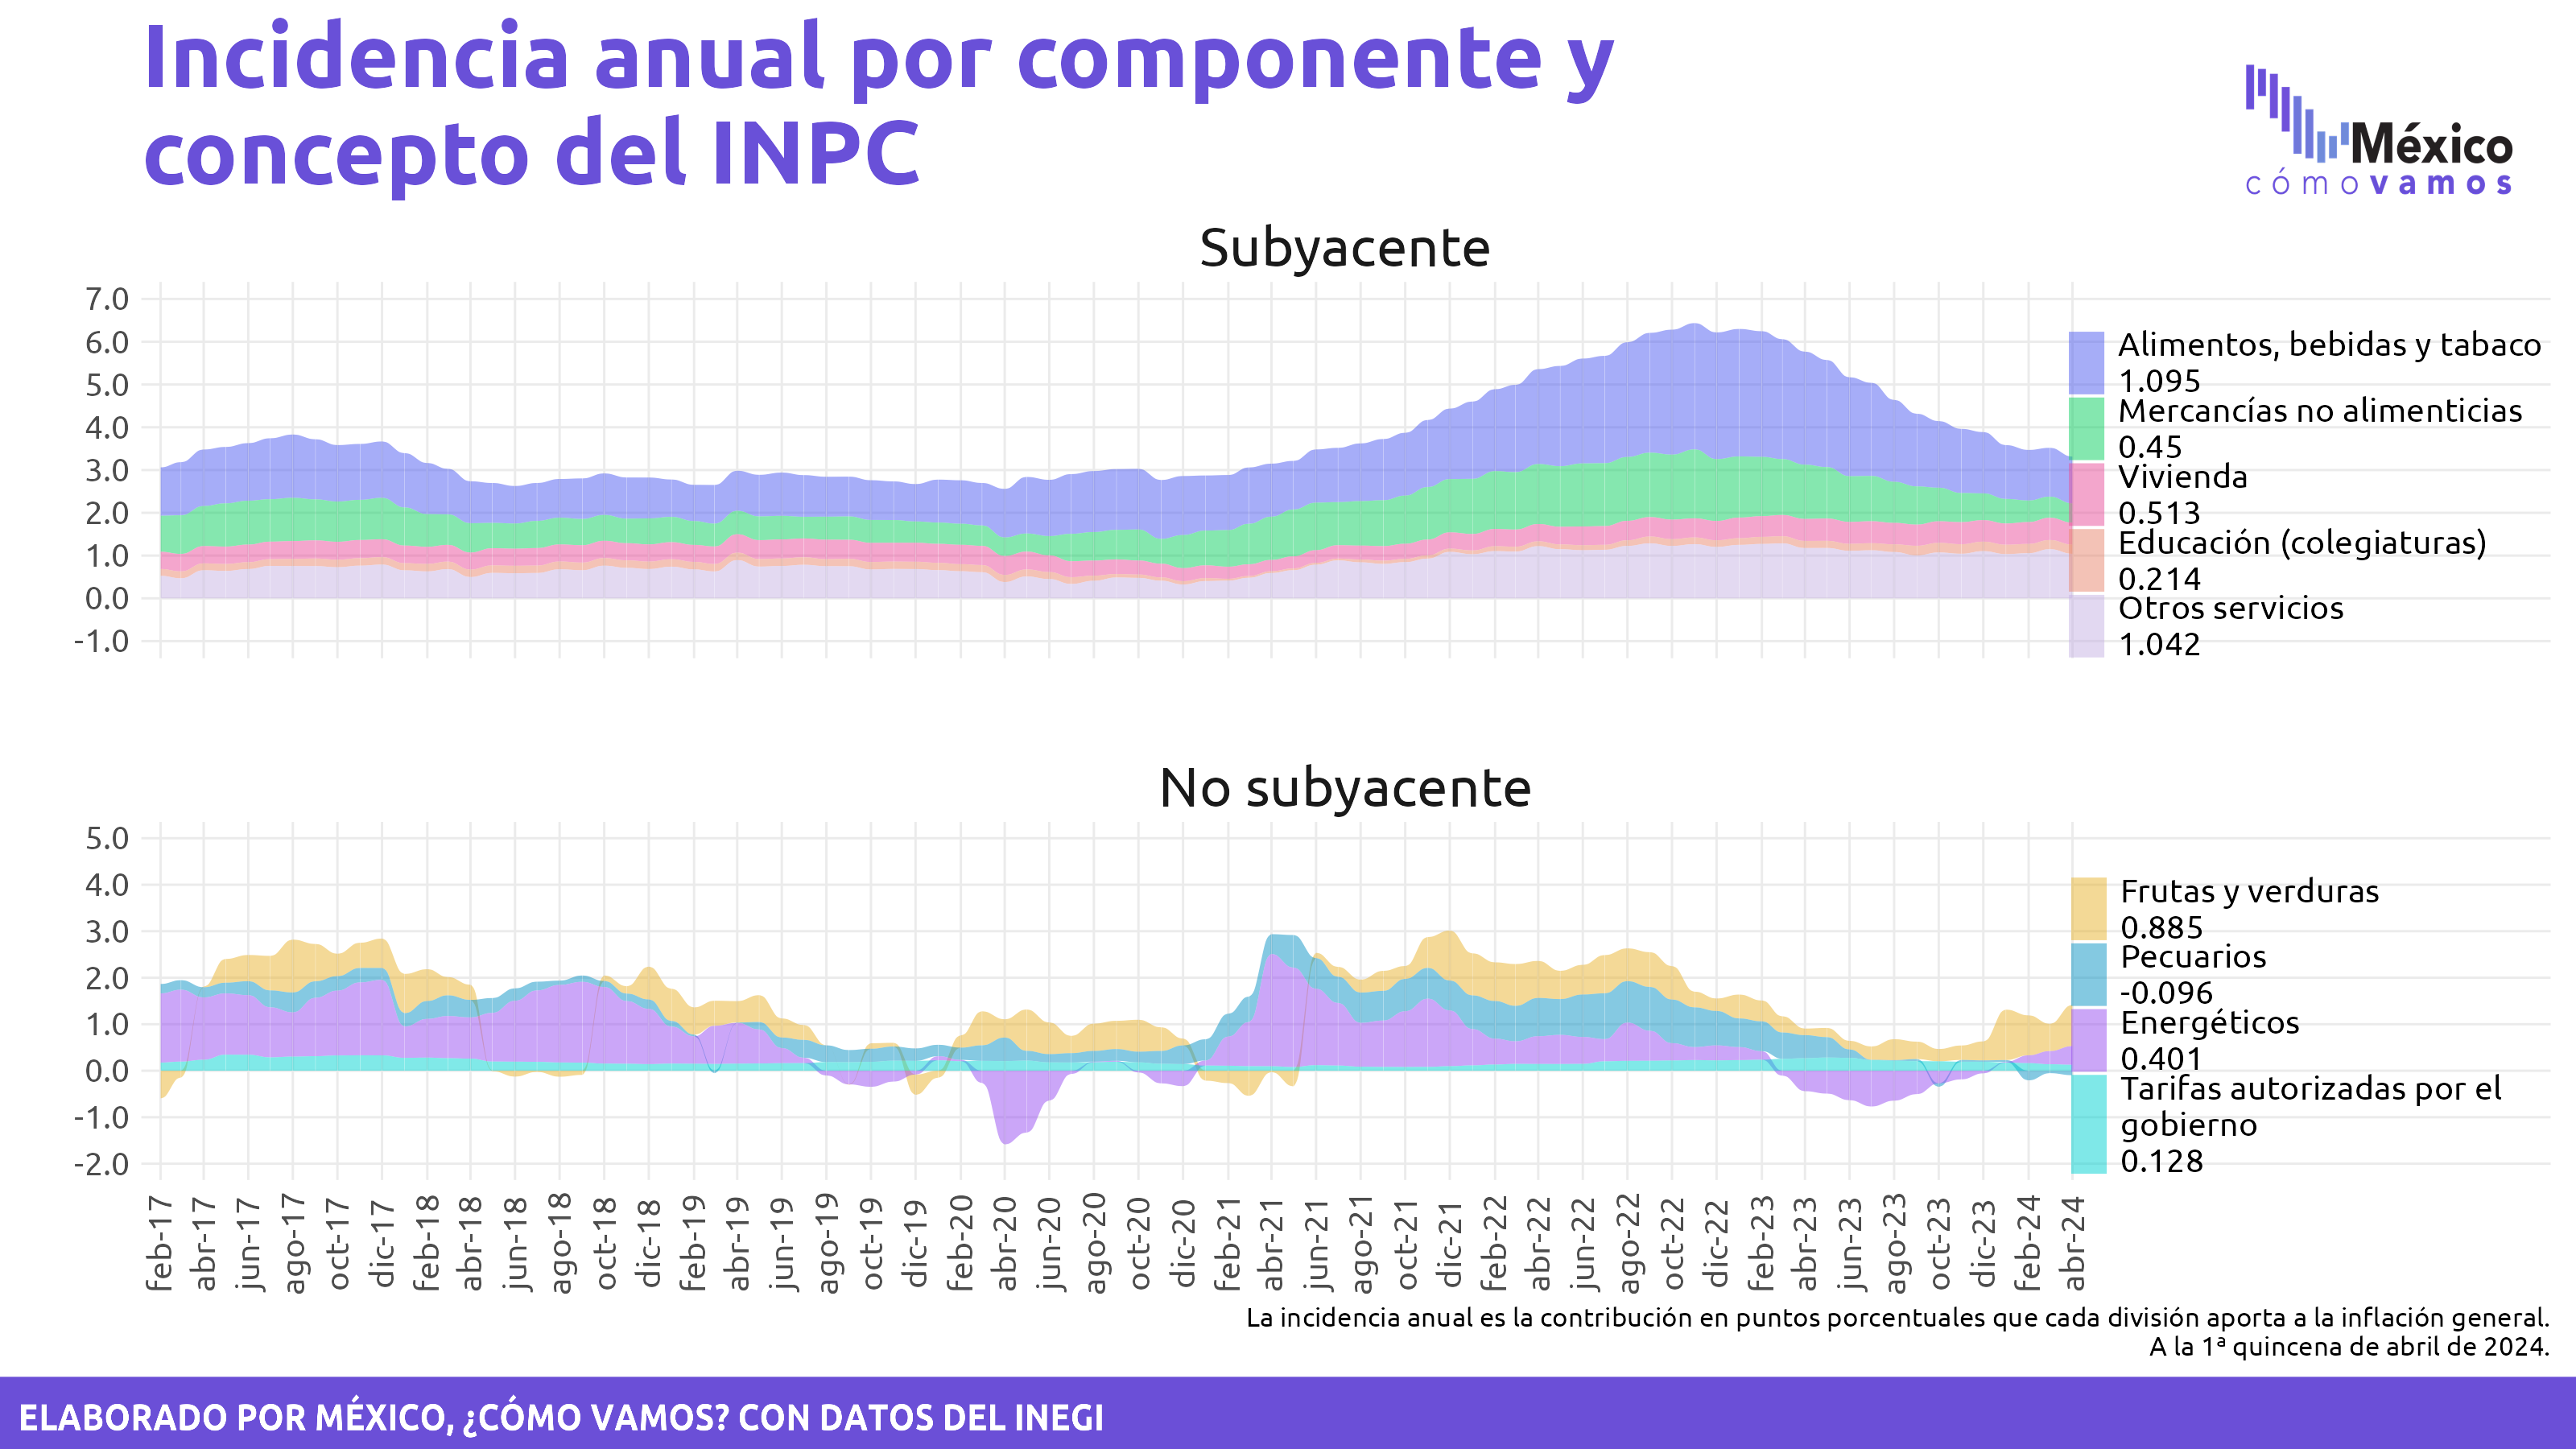 Incidencia anual por componente y
concepto del INPC
México
cómovamos
Subyacente
7.0
6.0
5.0
4.0
3.0
2.0
1.0
0.0
-1.0
Alimentos, bebidas y tabaco
1.095
Mercancías no alimenticias
0.45
Vivienda
0.513
Educación (colegiaturas)
0.214
Otros servicios
1.042
No subyacente
5.0
4.0
3.0
2.0
1.0
0.0
-1.0
-2.0
Frutas y verduras
0.885
Pecuarios
-0.096
Energéticos
0.401
Tarifas autorizadas por el
gobierno
0.128
feb-17
abr-17
jun-17
ago-17
oct-17
dic-17
feb-18
abr-18
jun-18
ago-18
oct-18
dic-18
feb-19
abr-19
jun-19
ago-19
oct-19
dic-19
feb-20
abr-20
jun-20
ago-20
oct-20
dic-20
feb-21
abr-21
jun-21
ago-21
oct-21
dic-21
feb-22
abr-22
jun-22
ago-22
oct-22
dic-22
feb-23
abr-23
jun-23
ago-23
oct-23
dic-23
feb-24
abr-24
La incidencia anual es la contribución en puntos porcentuales que cada división aporta a la inflación general.
A la 1ª quincena de abril de 2024.
ELABORADO POR MÉXICO, ¿CÓMO VAMOS? CON DATOS DEL INEGI